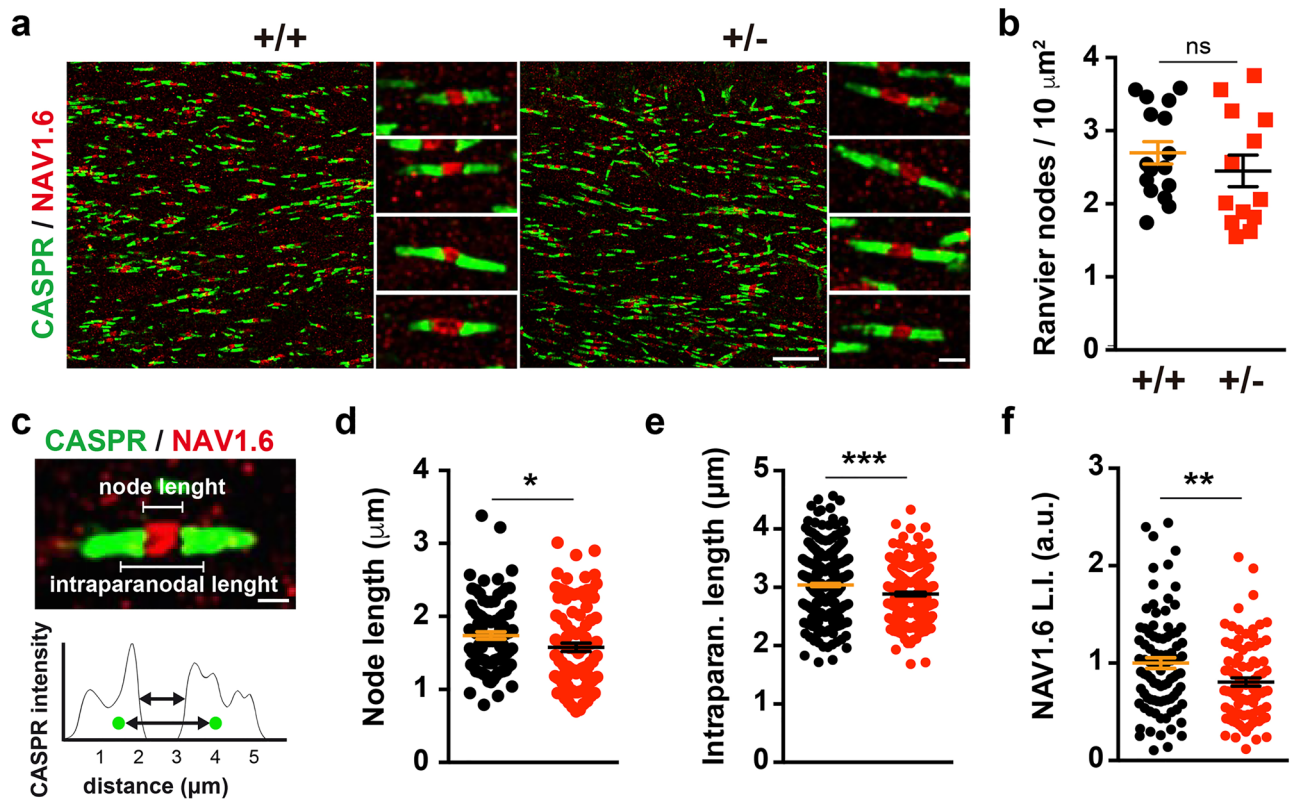 a
+/+
+/-
CASPR / NAV1.6
b
ns
Ranvier nodes / 10 μm²
4
3
2
1
0
+/+
+/-
c
CASPR / NAV1.6
node lenght
intraparanodal lenght
CASPR intensity
1 2 3 4 5
distance (μm)
d
*
Node length (μm)
4
3
2
1
0
e
***
Intraparan. length (μm)
5
4
3
2
1
0
f
**
NAV1.6 L.I. (a.u.)
3
2
1
0